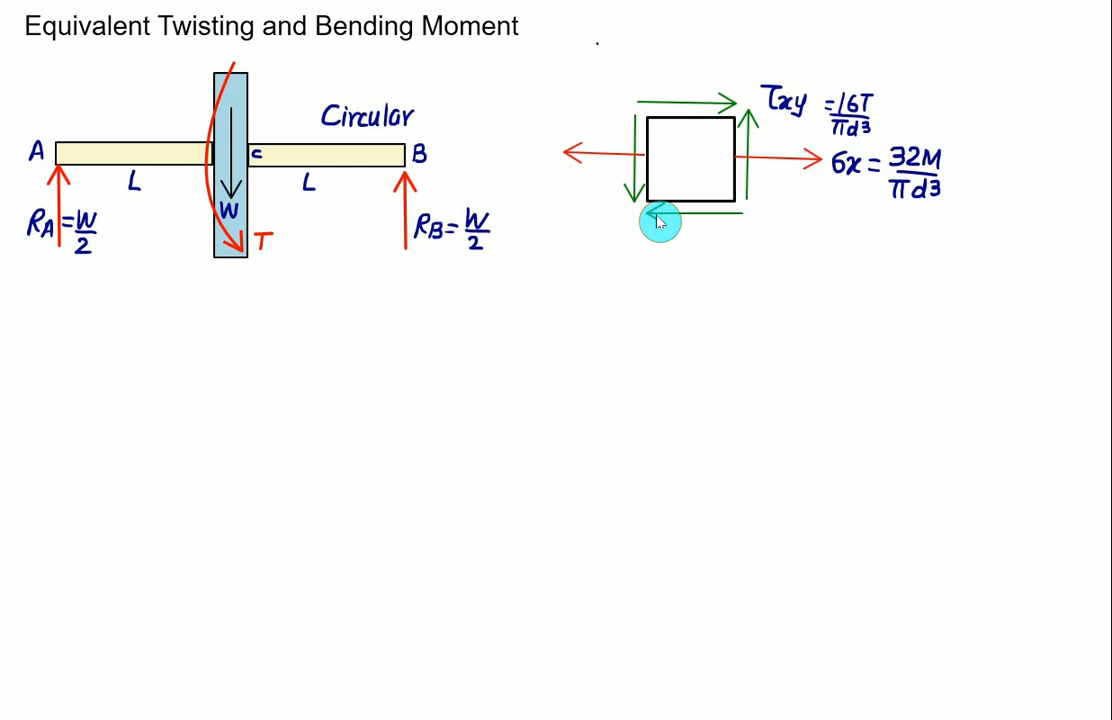 Equivalent Twisting and Bending Moment
Circular
A
C
B
L
L
W
T
RA = W/2
RB = W/2
τxy = 16T/πd3
σx = 32M/πd3